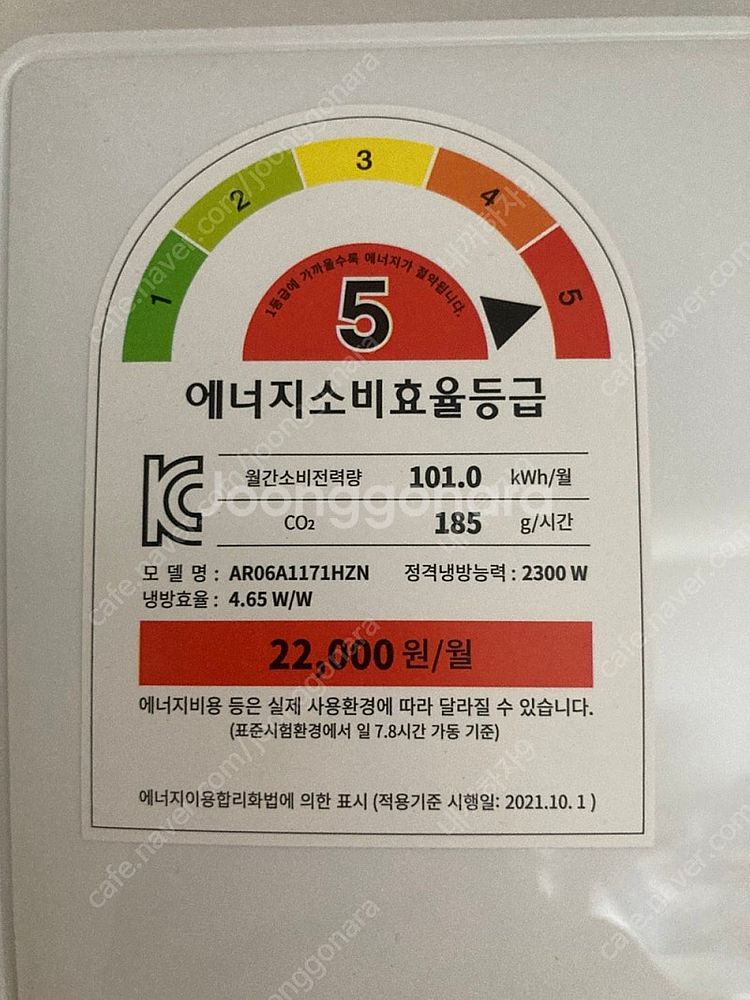 1
2
3
4
5
1등급에 가까울수록 에너지가 절약됩니다.
5
에너지소비효율등급
월간소비전력량 101.0 kWh/월
CO₂ 185 g/시간
모 델 명 : AR06A1171HZN 정격냉방능력 : 2300 W
냉방효율 : 4.65 W/W
22,000 원/월
에너지비용 등은 실제 사용환경에 따라 달라질 수 있습니다.
(표준시험환경에서 일 7.8시간 가동 기준)
에너지이용합리화법에 의한 표시 (적용기준 시행일: 2021.10. 1 )
Joonggonara
cafe.naver.com/joonggonara